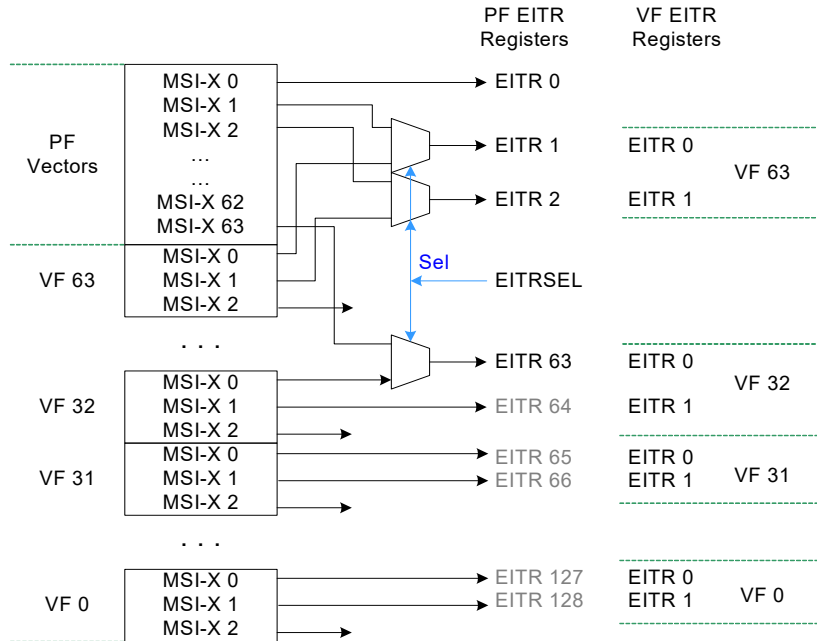 PF EITR VF EITR
Registers Registers
MSI-X 0 EITR 0
MSI-X 1
MSI-X 2
PF
Vectors
...
...
MSI-X 62
MSI-X 63
EITR 1 EITR 0
VF 63
EITR 2 EITR 1
VF 63
MSI-X 0
MSI-X 1
MSI-X 2
Sel
EITRSEL
. . .
EITR 63 EITR 0
VF 32
VF 32
MSI-X 0
MSI-X 1 EITR 64 EITR 1
MSI-X 2
VF 31
MSI-X 0 EITR 65 EITR 0
MSI-X 1 EITR 66 EITR 1 VF 31
MSI-X 2
. . .
VF 0
MSI-X 0 EITR 127 EITR 0
MSI-X 1 EITR 128 EITR 1 VF 0
MSI-X 2